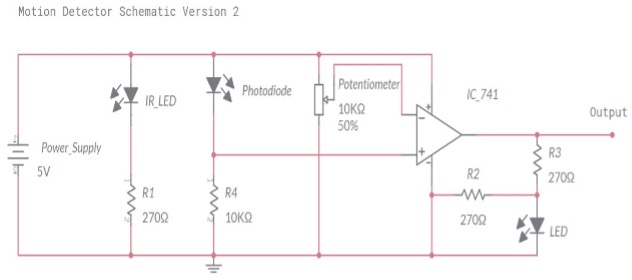 Motion Detector Schematic Version 2
IR_LED
Photodiode
Potentiometer
10KΩ
50%
IC_741
Output
Power_Supply
5V
R1
270Ω
R4
10KΩ
R2
270Ω
R3
270Ω
LED